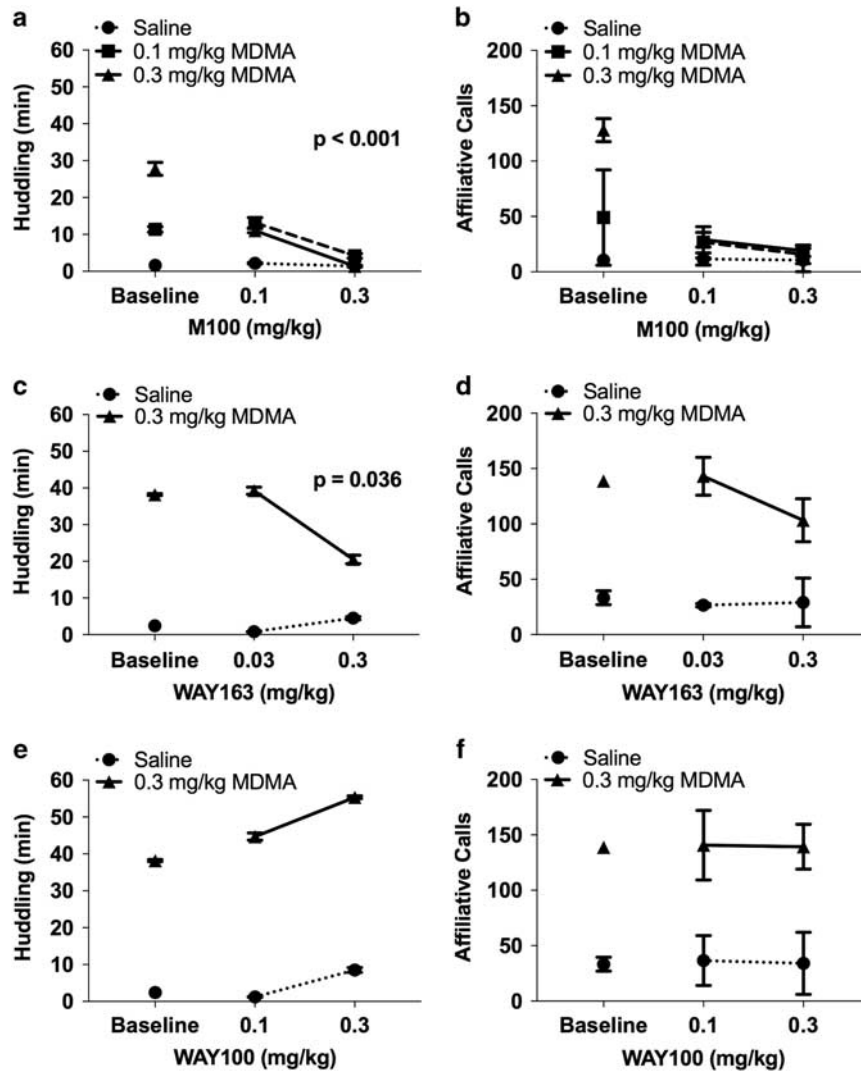 a
Saline
0.1 mg/kg MDMA
0.3 mg/kg MDMA
60
50
40
30
20
10
0
Huddling (min)
p < 0.001
Baseline 0.1 0.3
M100 (mg/kg)
b
Saline
0.1 mg/kg MDMA
0.3 mg/kg MDMA
200
150
100
50
0
Affiliative Calls
Baseline 0.1 0.3
M100 (mg/kg)
c
Saline
0.3 mg/kg MDMA
60
50
40
30
20
10
0
Huddling (min)
p = 0.036
Baseline 0.03 0.3
WAY163 (mg/kg)
d
Saline
0.3 mg/kg MDMA
200
150
100
50
0
Affiliative Calls
Baseline 0.03 0.3
WAY163 (mg/kg)
e
Saline
0.3 mg/kg MDMA
60
50
40
30
20
10
0
Huddling (min)
Baseline 0.1 0.3
WAY100 (mg/kg)
f
Saline
0.3 mg/kg MDMA
200
150
100
50
0
Affiliative Calls
Baseline 0.1 0.3
WAY100 (mg/kg)